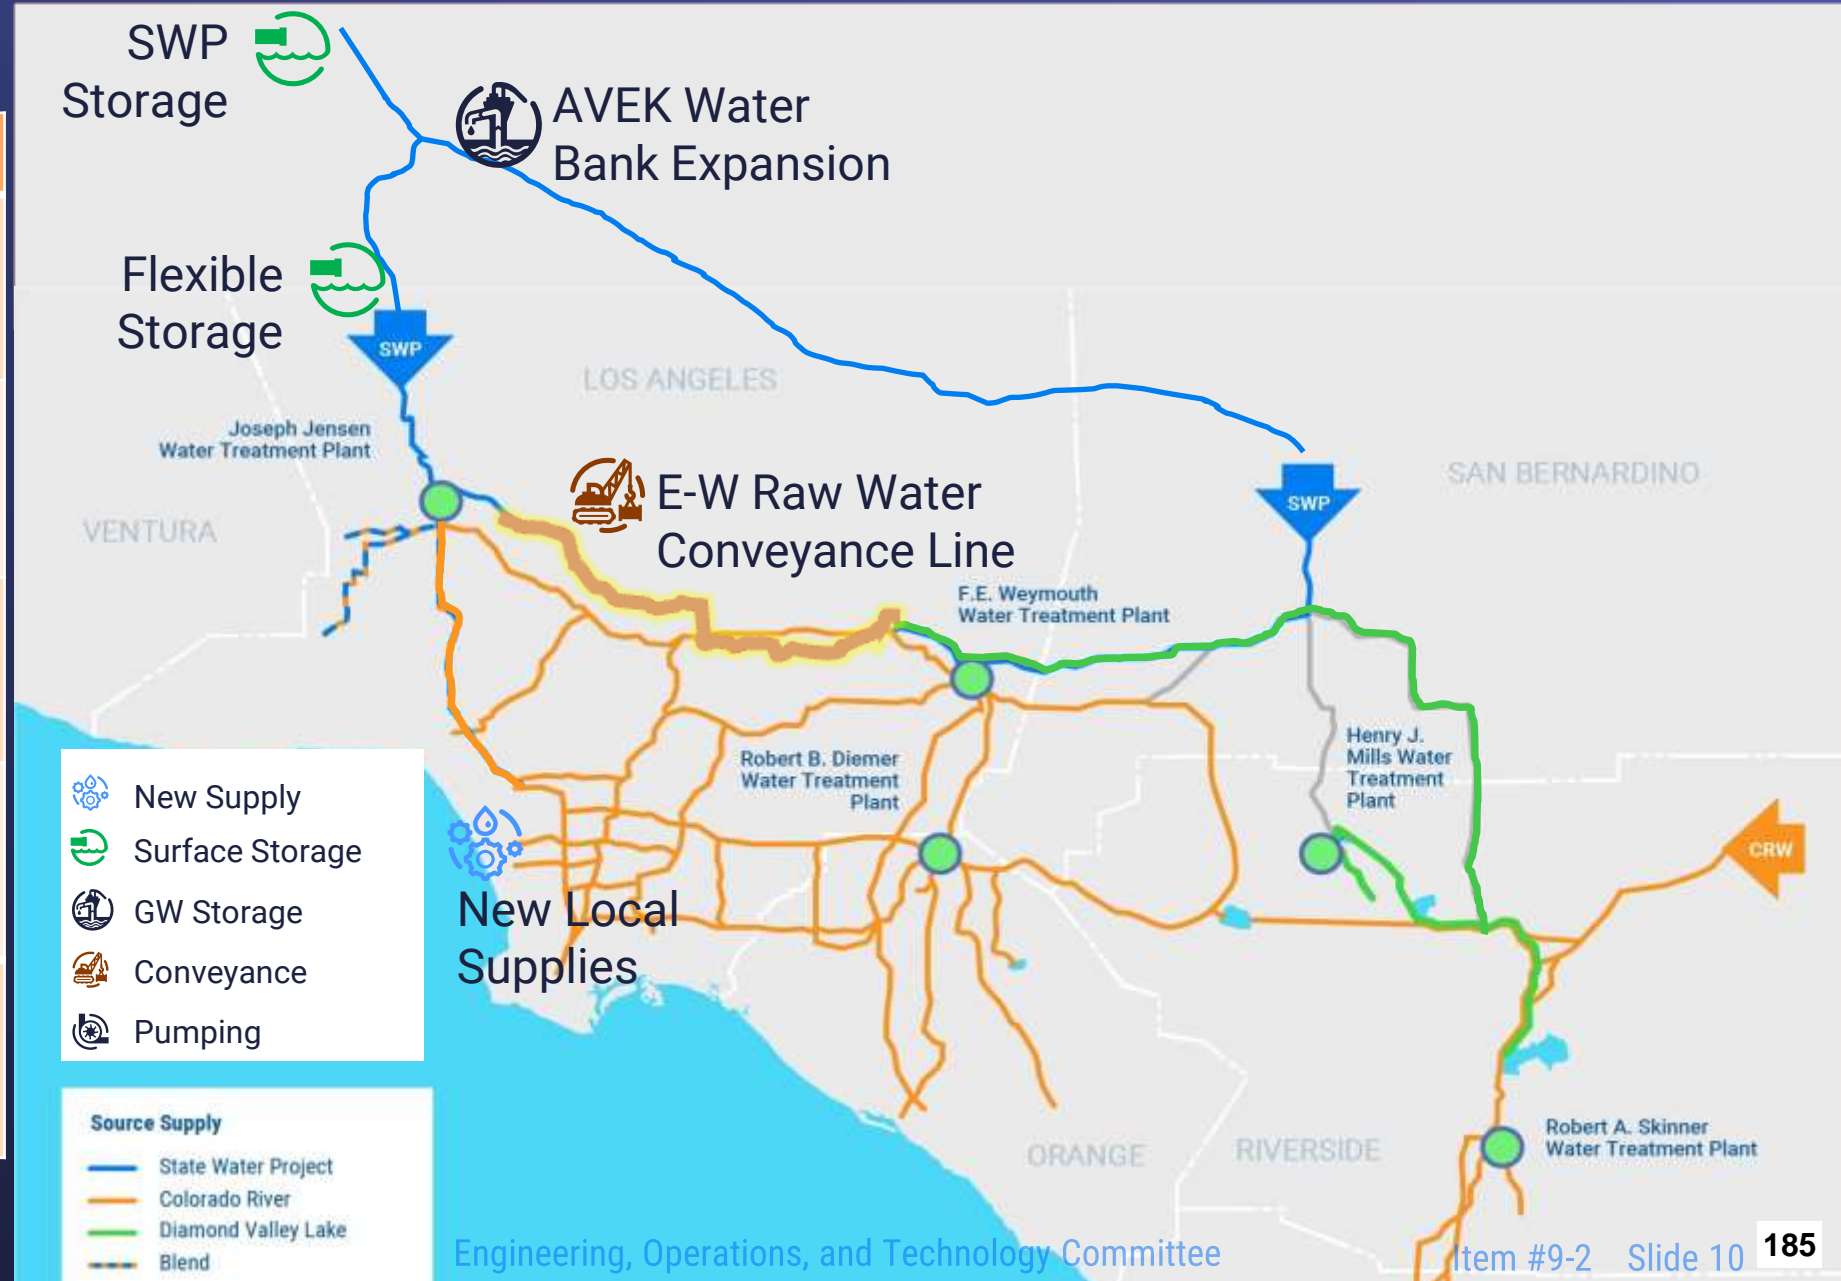 SWP
Storage
AVEK Water
Bank Expansion
Flexible
Storage
SWP
LOS ANGELES
Joseph Jensen
Water Treatment Plant
VENTURA
E-W Raw Water
Conveyance Line
SAN BERNARDINO
SWP
F.E. Weymouth
Water Treatment Plant
Robert B. Diemer
Water Treatment
Plant
Henry J.
Mills Water
Treatment
Plant
CRW
New Local
Supplies
New Supply
Surface Storage
GW Storage
Conveyance
Pumping
Source Supply
State Water Project
Colorado River
Diamond Valley Lake
Blend
ORANGE
RIVERSIDE
Robert A. Skinner
Water Treatment Plant
Engineering, Operations, and Technology Committee
Item #9-2 Slide 10
185